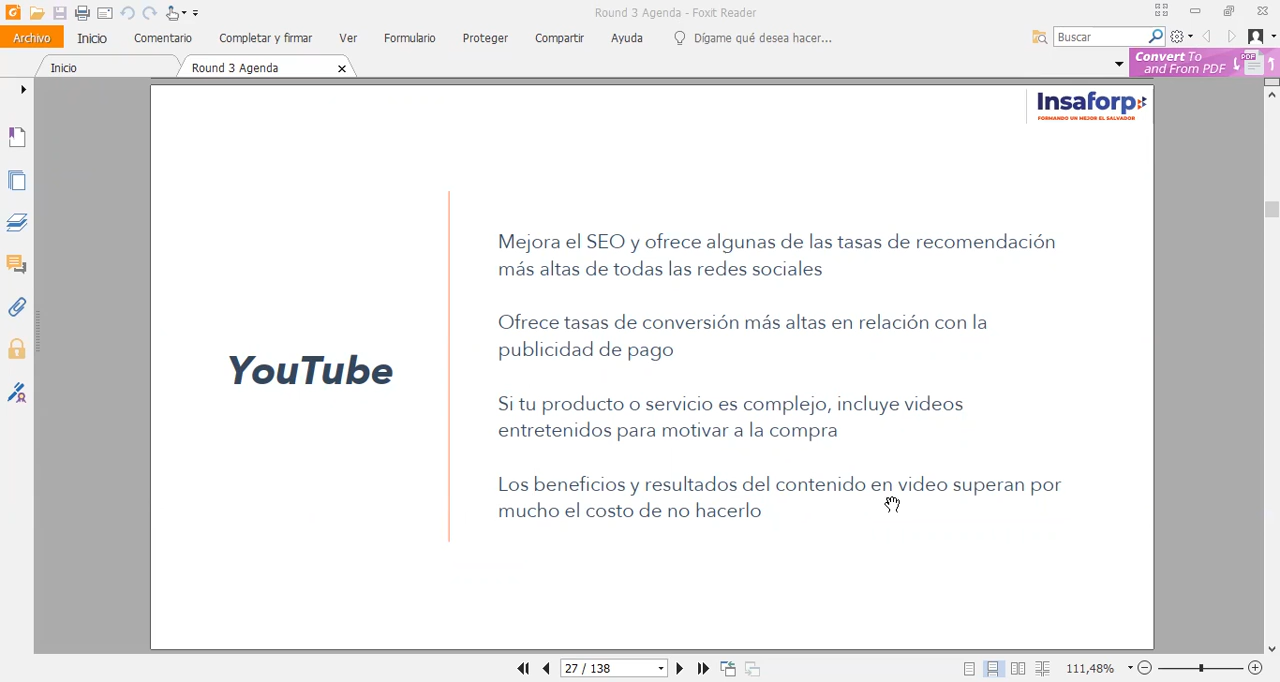 Round 3 Agenda - Foxit Reader
Archivo Inicio Comentario Completar y firmar Ver Formulario Proteger Compartir Ayuda Dígame qué desea hacer... Buscar
Inicio Round 3 Agenda
Convert To
and From PDF
PDF
Insaforp
FORMANDO UN MEJOR EL SALVADOR
YouTube
Mejora el SEO y ofrece algunas de las tasas de recomendación
más altas de todas las redes sociales
Ofrece tasas de conversión más altas en relación con la
publicidad de pago
Si tu producto o servicio es complejo, incluye videos
entretenidos para motivar a la compra
Los beneficios y resultados del contenido en video superan por
mucho el costo de no hacerlo
27 / 138
111,48%